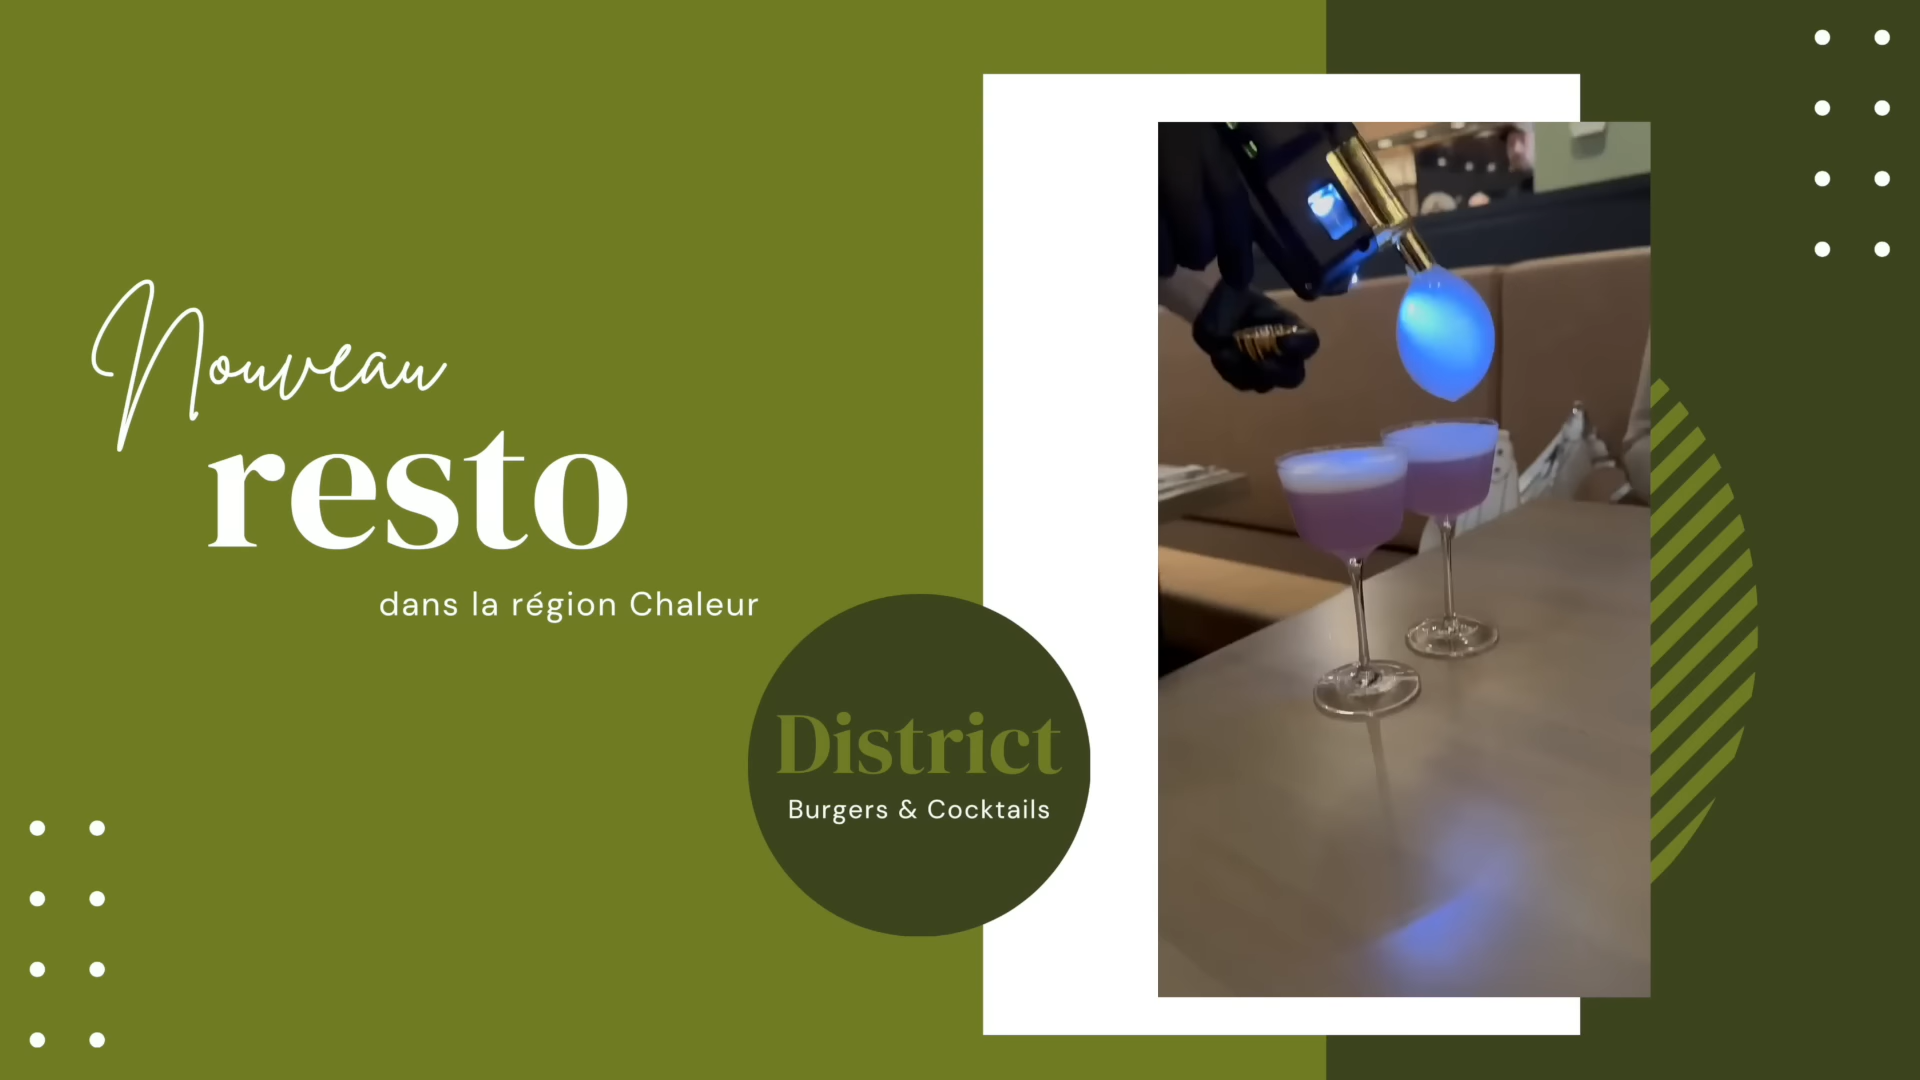 Nouveau
resto
dans la région Chaleur
District
Burgers & Cocktails